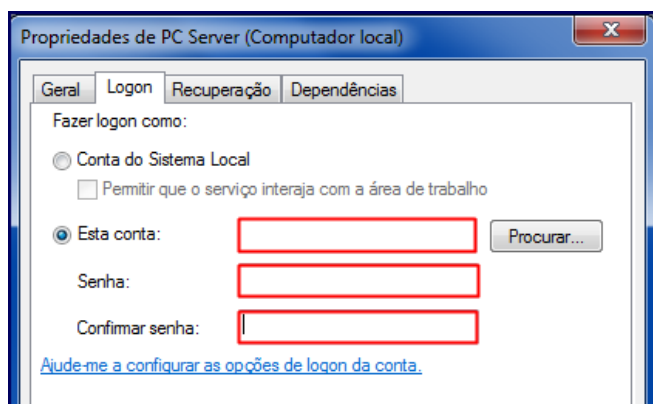 Propriedades de PC Server (Computador local)
Geral Logon Recuperação Dependências
Fazer logon como:
Conta do Sistema Local
Permitir que o serviço interaja com a área de trabalho
Esta conta: Procurar...
Senha:
Confirmar senha:
Ajude-me a configurar as opções de logon da conta.